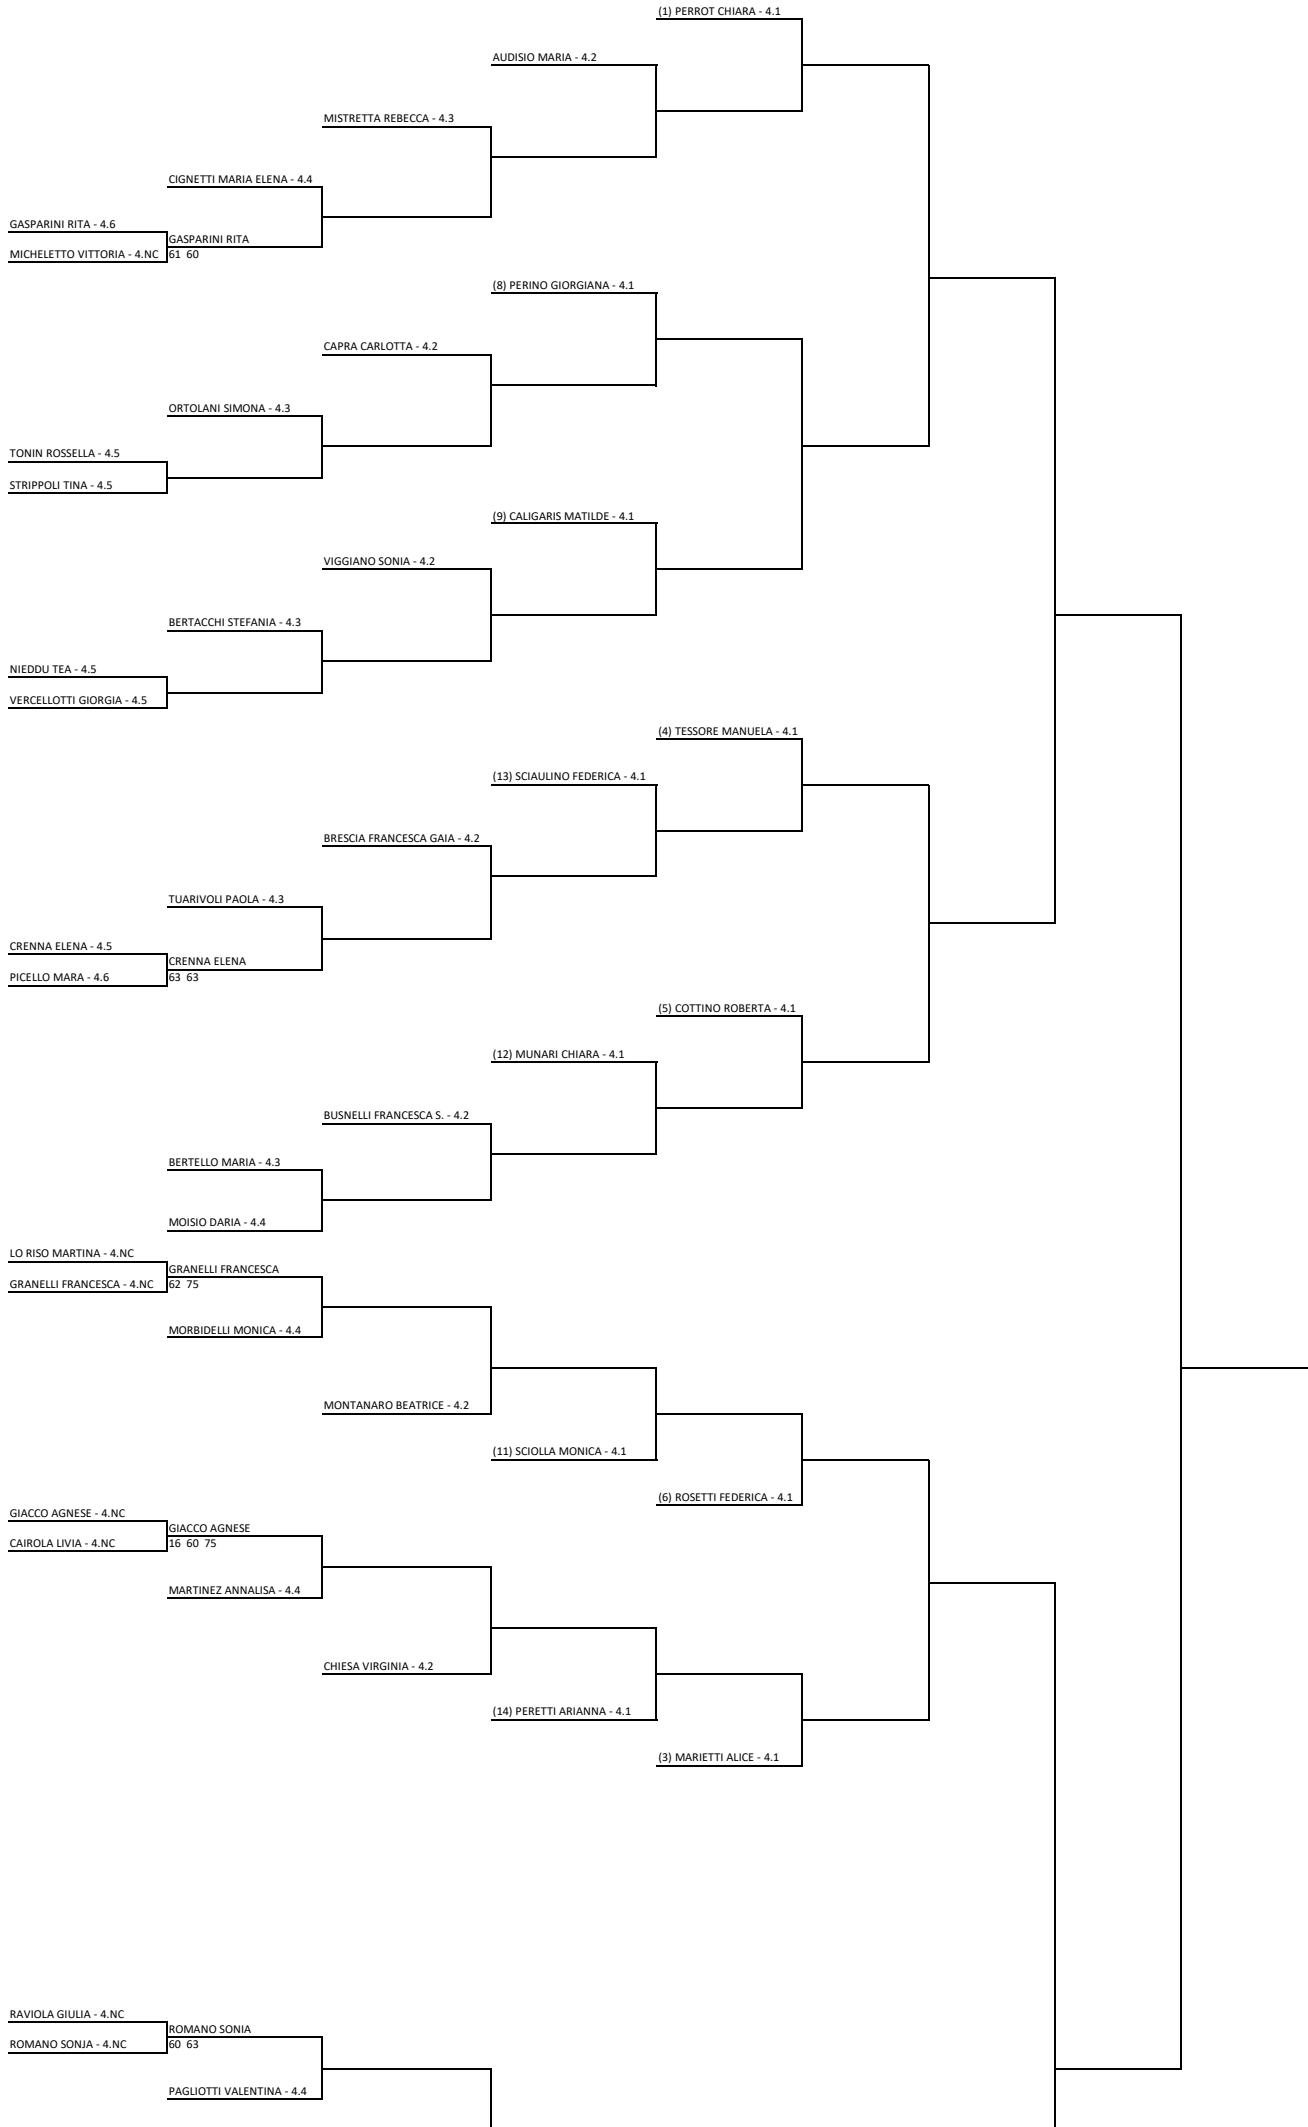 (1) PERROT CHIARA - 4.1
AUDISIO MARIA - 4.2
MISTRETTA REBECCA - 4.3
CIGNETTI MARIA ELENA - 4.4
GASPARINI RITA - 4.6
GASPARINI RITA
MICHELETTO VITTORIA - 4.NC
61 60
(8) PERINO GIORGIANA - 4.1
CAPRA CARLOTTA - 4.2
ORTOLANI SIMONA - 4.3
TONIN ROSSELLA - 4.5
STRIPPOLI TINA - 4.5
(9) CALIGARIS MATILDE - 4.1
VIGGIANO SONIA - 4.2
BERTACCHI STEFANIA - 4.3
NIEDDU TEA - 4.5
VERCELLOTTI GIORGIA - 4.5
(4) TESSORE MANUELA - 4.1
(13) SCIAULINO FEDERICA - 4.1
BRESCIA FRANCESCA GAIA - 4.2
TUARIVOLI PAOLA - 4.3
CRENNA ELENA - 4.5
CRENNA ELENA
PICELLO MARA - 4.6
63 63
(5) COTTINO ROBERTA - 4.1
(12) MUNARI CHIARA - 4.1
BUSNELLI FRANCESCA S. - 4.2
BERTELLO MARIA - 4.3
MOISIO DARIA - 4.4
LO RISO MARTINA - 4.NC
GRANELLI FRANCESCA
GRANELLI FRANCESCA - 4.NC
62 75
MORBIDELLI MONICA - 4.4
MONTANARO BEATRICE - 4.2
(11) SCIOLLA MONICA - 4.1
(6) ROSETTI FEDERICA - 4.1
GIACCO AGNESE - 4.NC
GIACCO AGNESE
CAIROLA LIVIA - 4.NC
16 60 75
MARTINEZ ANNALISA - 4.4
CHIESA VIRGINIA - 4.2
(14) PERETTI ARIANNA - 4.1
(3) MARIETTI ALICE - 4.1
RAVIOLA GIULIA - 4.NC
ROMANO SONIA
ROMANO SONJA - 4.NC
60 63
PAGLIOTTI VALENTINA - 4.4